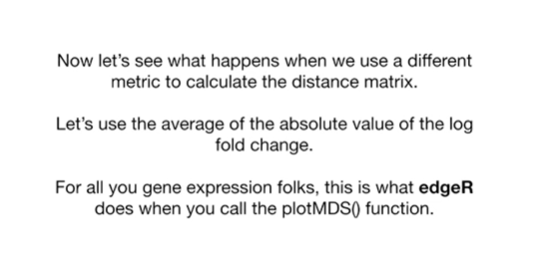 Now let's see what happens when we use a different
metric to calculate the distance matrix.
Let's use the average of the absolute value of the log
fold change.
For all you gene expression folks, this is what edgeR
does when you call the plotMDS() function.